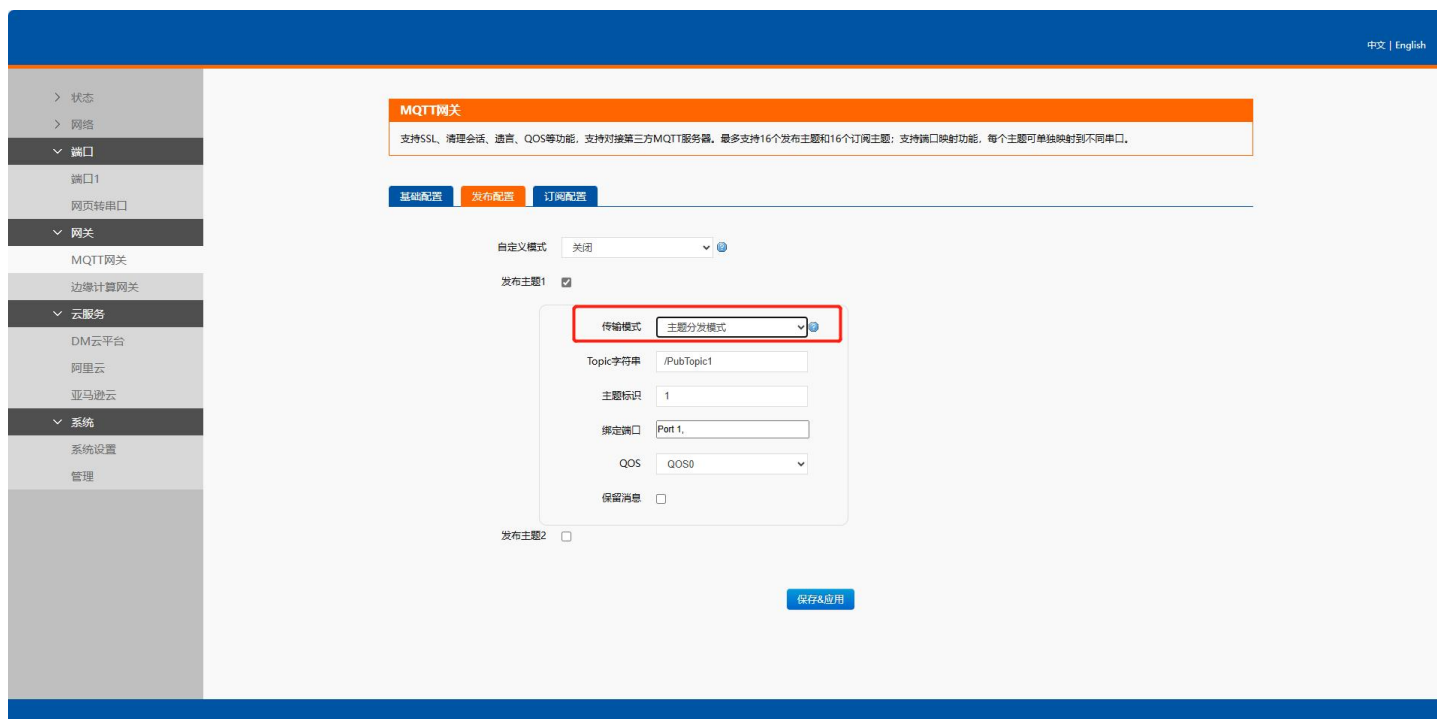 中文 | English
状态
网络
端口
端口1
网页转串口
网关
MQTT网关
边缘计算网关
云服务
DM云平台
阿里云
亚马逊云
系统
系统设置
管理
MQTT网关
支持SSL、清理会话、遗言、QOS等功能，支持对接第三方MQTT服务器。最多支持16个发布主题和16个订阅主题；支持端口映射功能，每个主题可单独映射到不同串口。
基础配置 发布配置 订阅配置
自定义模式 关闭
发布主题1
传输模式 主题分发模式
Topic字符串 /PubTopic1
主题标识 1
绑定端口 Port 1,
QOS QOS0
保留消息
发布主题2
保存&应用